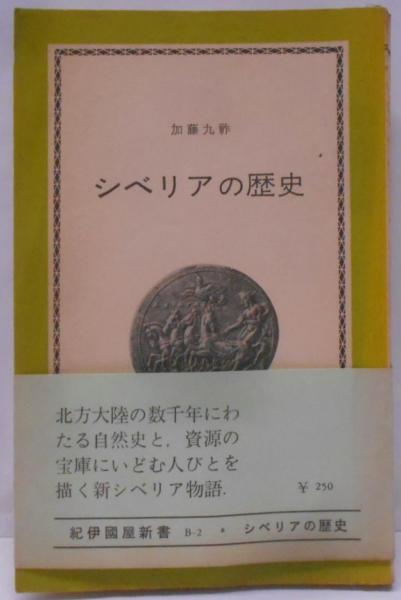 加藤九祚
シベリアの歴史
北方大陸の数千年にわ
たる自然史と，資源の
宝庫にいどむ人びとを
描く新シベリア物語．
￥ 250
紀伊國屋新書 B-2 シベリアの歴史